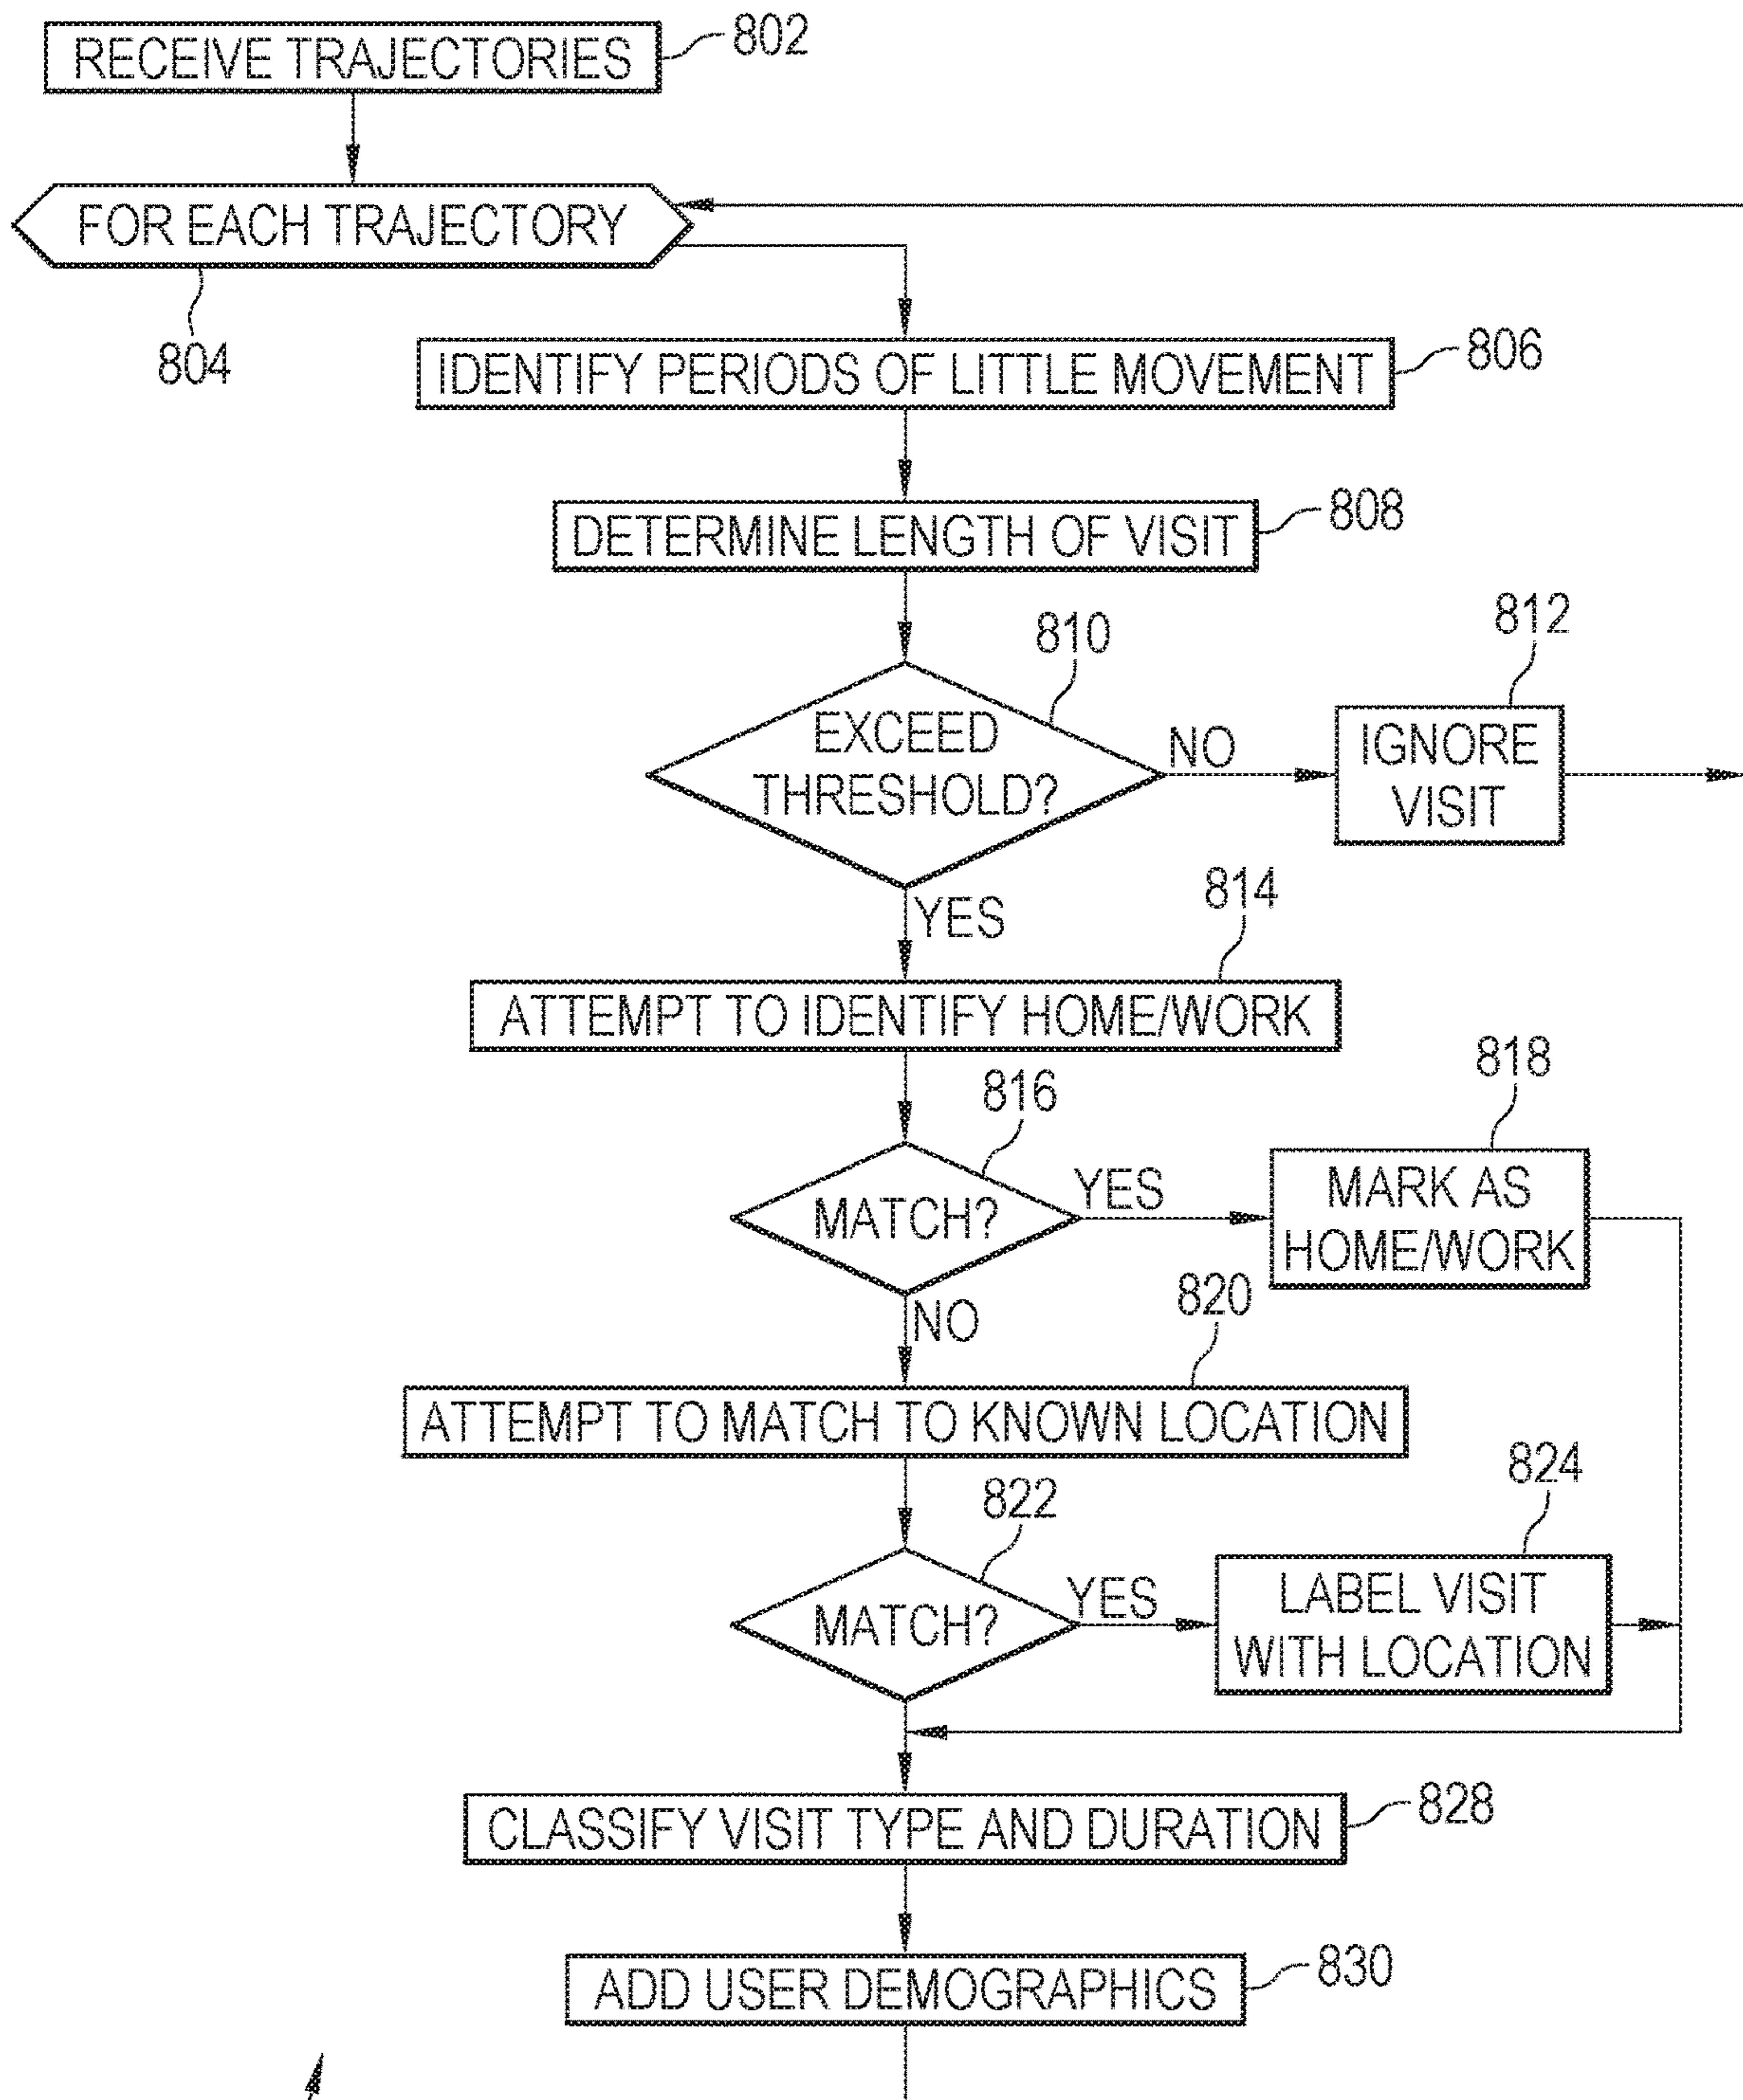 RECEIVE TRAJECTORIES
802
FOR EACH TRAJECTORY
804
IDENTIFY PERIODS OF LITTLE MOVEMENT
806
DETERMINE LENGTH OF VISIT
808
810
EXCEED
THRESHOLD?
NO
812
IGNORE
VISIT
YES
814
ATTEMPT TO IDENTIFY HOME/WORK
816
MATCH?
YES
818
MARK AS
HOME/WORK
NO
820
ATTEMPT TO MATCH TO KNOWN LOCATION
822
MATCH?
YES
824
LABEL VISIT
WITH LOCATION
CLASSIFY VISIT TYPE AND DURATION
828
ADD USER DEMOGRAPHICS
830